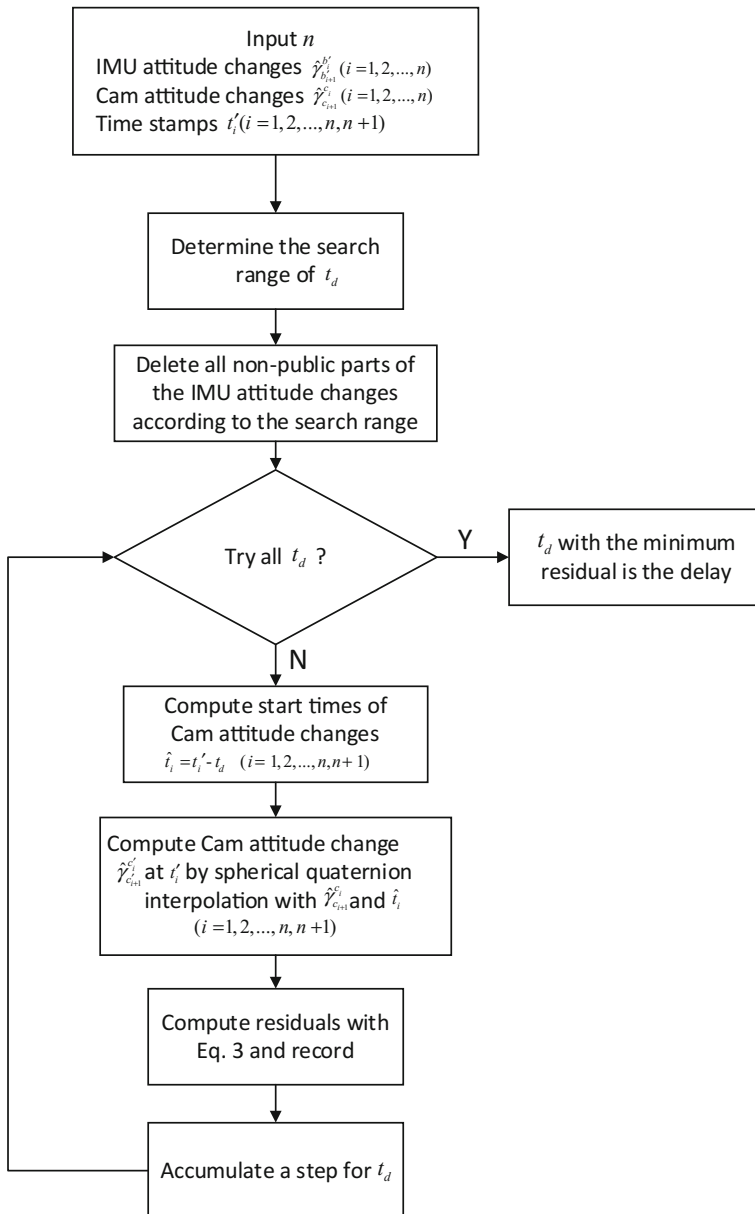 Input n
IMU attitude changes γ̂^{b'_i}_{b'_{i+1}} (i=1,2,...,n)
Cam attitude changes γ̂^{c_i}_{c_{i+1}} (i=1,2,...,n)
Time stamps t'_i (i=1,2,...,n,n+1)
Determine the search
range of t_d
Delete all non-public parts of
the IMU attitude changes
according to the search range
Try all t_d ?
Y
t_d with the minimum
residual is the delay
N
Compute start times of
Cam attitude changes
t̂_i = t_i' - t_d (i=1,2,...,n,n+1)
Compute Cam attitude change
γ̂^{c'_i}_{c'_{i+1}} at t'_i by spherical quaternion
interpolation with γ̂^{c_i}_{c_{i+1}} and t̂_i
(i=1,2,...,n,n+1)
Compute residuals with
Eq. 3 and record
Accumulate a step for t_d